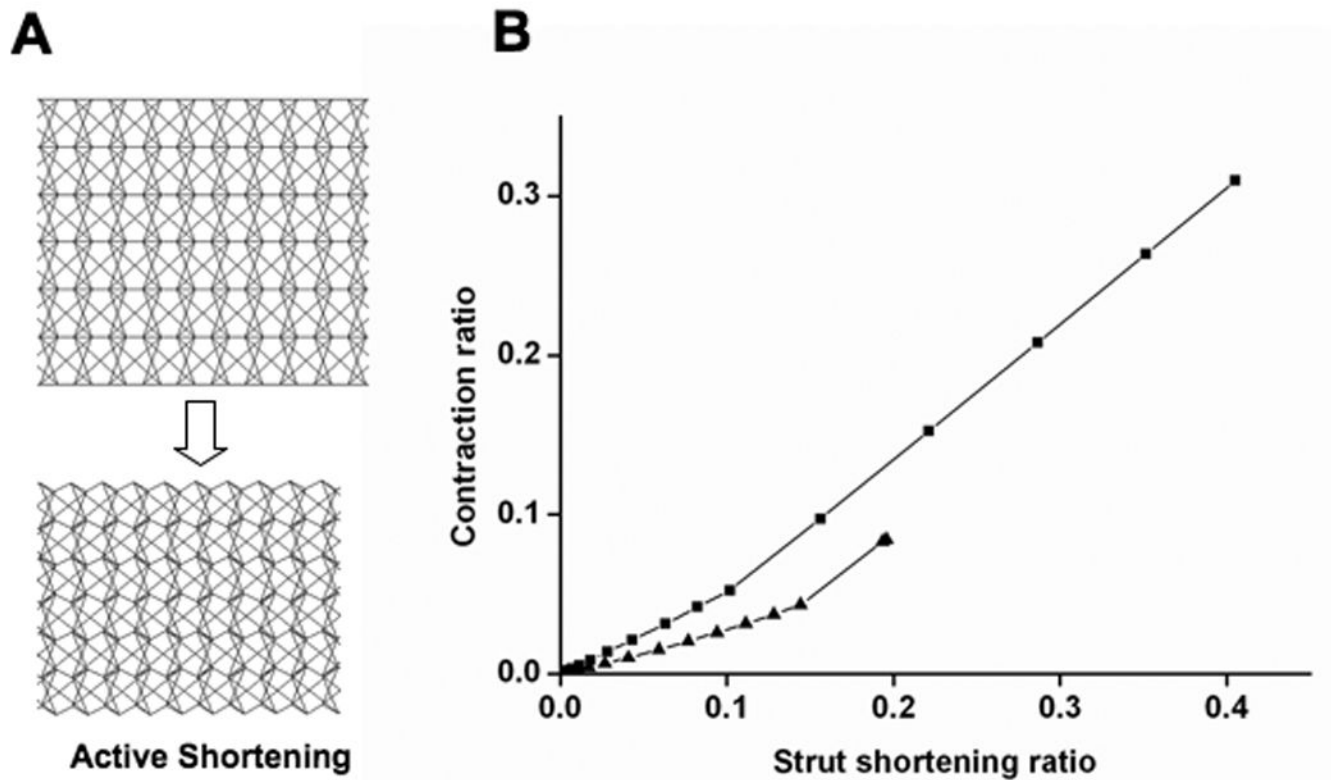 A
B
Contraction ratio
0.3
0.2
0.1
0.0
0.0 0.1 0.2 0.3 0.4
Strut shortening ratio
Active Shortening